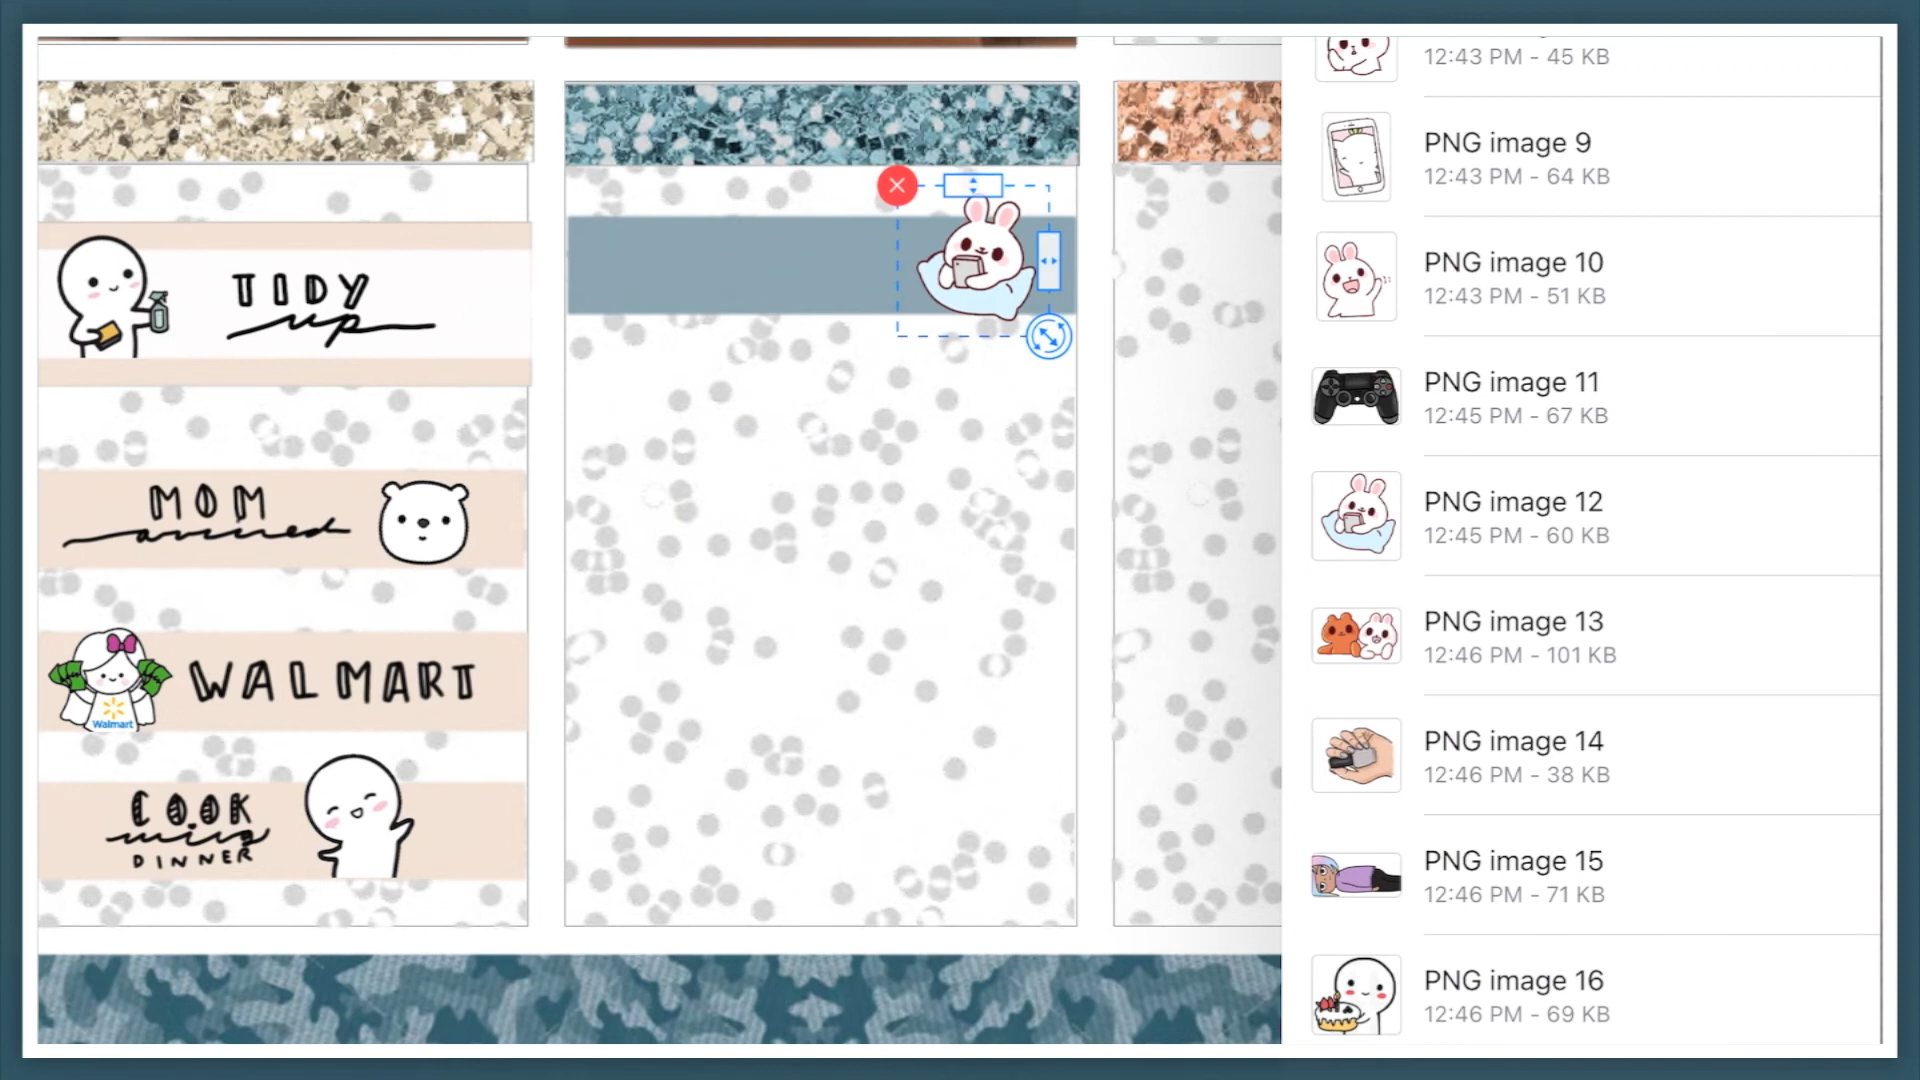 TIDY
up
MOM
WALMART
Walmart
COOK
DINNER
12:43 PM - 45 KB
PNG image 9
12:43 PM - 64 KB
PNG image 10
12:43 PM - 51 KB
PNG image 11
12:45 PM - 67 KB
PNG image 12
12:45 PM - 60 KB
PNG image 13
12:46 PM - 101 KB
PNG image 14
12:46 PM - 38 KB
PNG image 15
12:46 PM - 71 KB
PNG image 16
12:46 PM - 69 KB